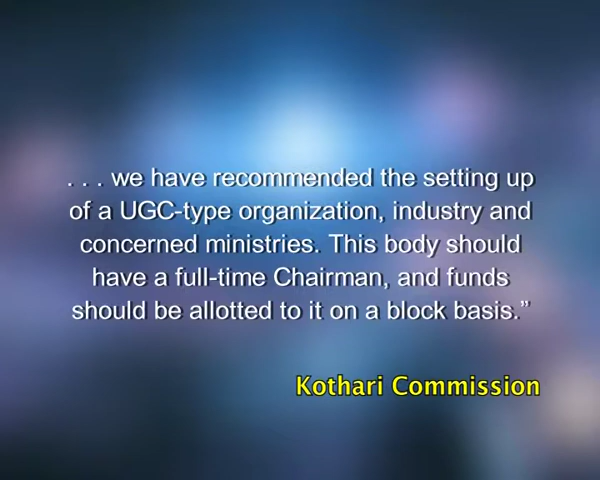 . . . we have recommended the setting up
of a UGC-type organization, industry and
concerned ministries. This body should
have a full-time Chairman, and funds
should be allotted to it on a block basis.”
Kothari Commission